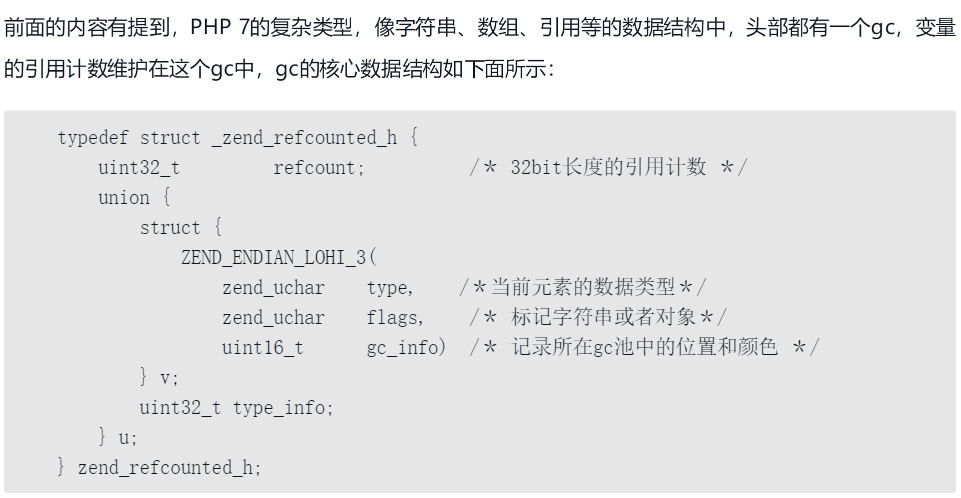 前面的内容有提到，PHP 7的复杂类型，像字符串、数组、引用等的数据结构中，头部都有一个gc，变量
的引用计数维护在这个gc中，gc的核心数据结构如下面所示：
typedef struct _zend_refcounted_h {
    uint32_t         refcount;          /* 32bit长度的引用计数 */
    union {
        struct {
            ZEND_ENDIAN_LOHI_3(
                zend_uchar    type,    /*当前元素的数据类型*/
                zend_uchar    flags,    /* 标记字符串或者对象*/
                uint16_t      gc_info)  /* 记录所在gc池中的位置和颜色 */
        } v;
        uint32_t type_info;
    } u;
} zend_refcounted_h;